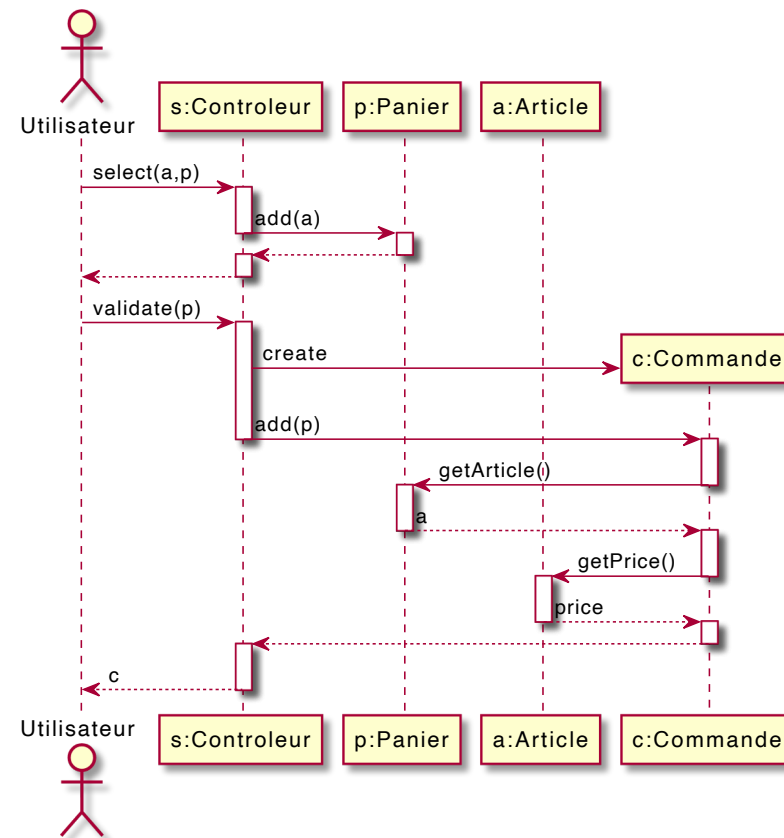 Utilisateur
s:Controleur
p:Panier
a:Article
select(a,p)
add(a)
validate(p)
create
c:Commande
add(p)
getArticle()
a
getPrice()
price
c
Utilisateur
s:Controleur
p:Panier
a:Article
c:Commande